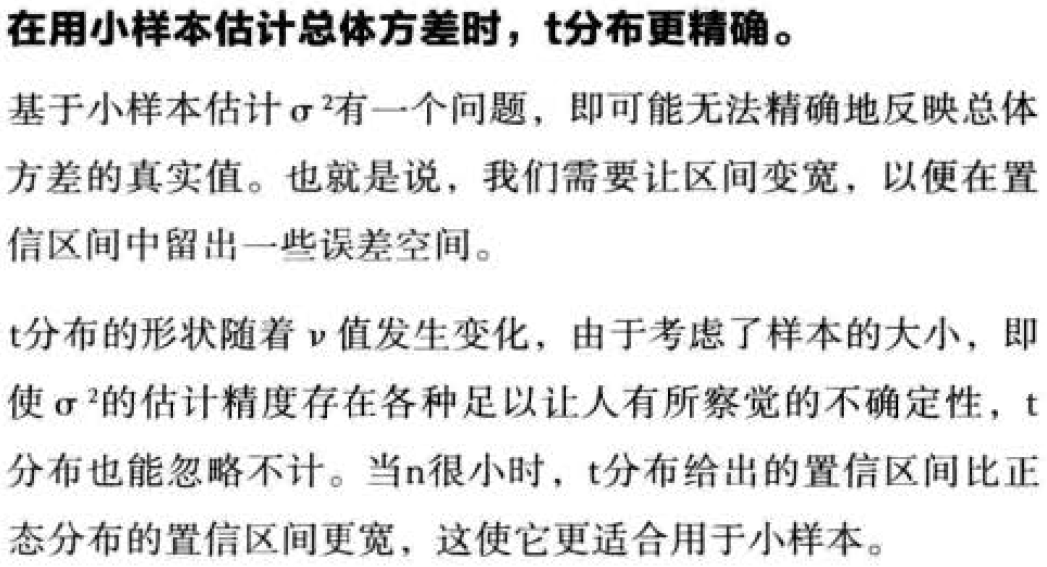 在用小样本估计总体方差时，t分布更精确。
基于小样本估计σ²有一个问题，即可能无法精确地反映总体
方差的真实值。也就是说，我们需要让区间变宽，以便在置
信区间中留出一些误差空间。
t分布的形状随着ν值发生变化，由于考虑了样本的大小，即
使σ²的估计精度存在各种足以让人有所察觉的不确定性，t
分布也能忽略不计。当n很小时，t分布给出的置信区间比正
态分布的置信区间更宽，这使它更适合用于小样本。